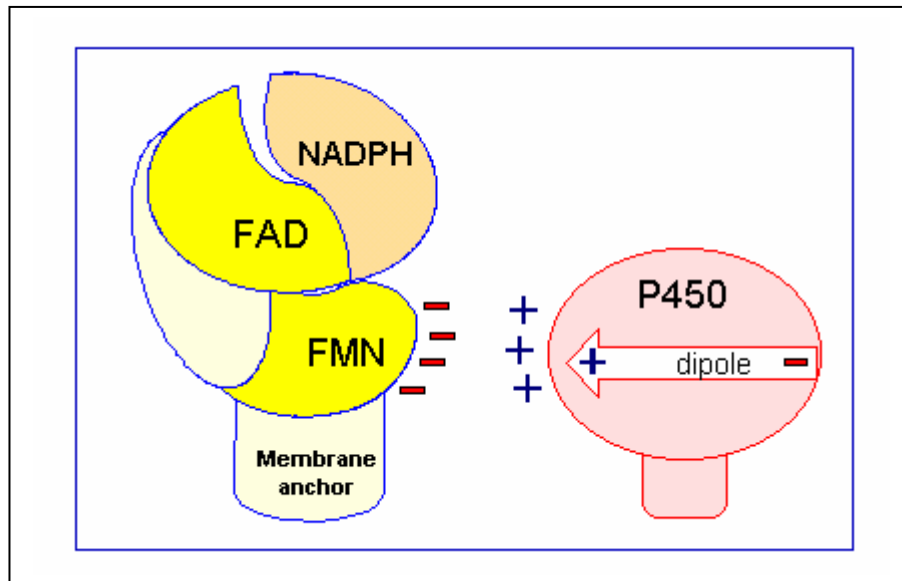 NADPH
FAD
P450
FMN
dipole
Membrane
anchor